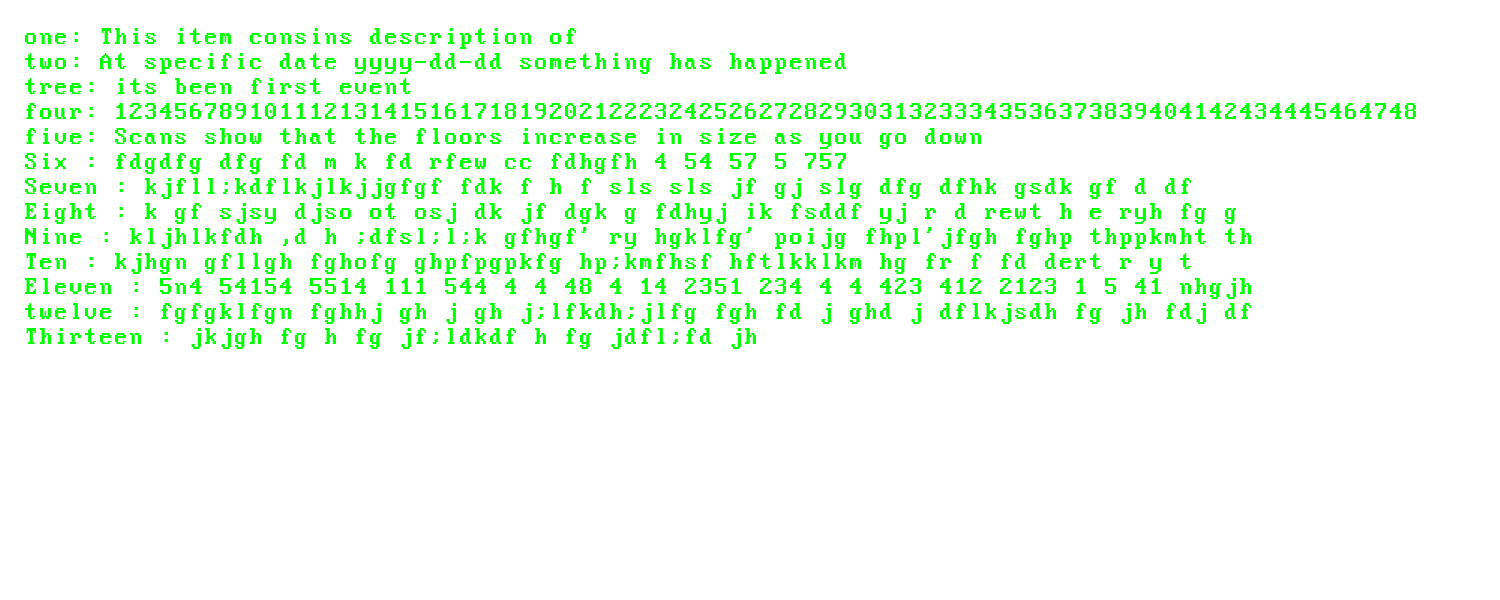 one: This item consins description of
two: At specific date yyyy-dd-dd something has happened
tree: its been first event
four: 123456789101112131415161718192021222324252627282930313233343536373839404142434445464748
five: Scans show that the floors increase in size as you go down
Six : fdgdfg dfg fd m k fd rfew cc fdhgfh 4 54 57 5 757
Seven : kjfll;kdflkjlkjjgfgf fdk f h f sls sls jf gj slg dfg dfhk gsdk gf d df
Eight : k gf sjsy djso ot osj dk jf dgk g fdhyj ik fsddf yj r d rewt h e ryh fg g
Nine : kljhlkfdh ,d h ;dfsl;l;k gfhgf' ry hgklfg' poijg fhpl'jfgh fghp thppkmht th
Ten : kjhgn gfllgh fghofg ghpfpgpkfg hp;kmfhsf hftlkklkm hg fr f fd dert r y t
Eleven : 5n4 54154 5514 111 544 4 4 48 4 14 2351 234 4 4 423 412 2123 1 5 41 nhgjh
twelve : fgfgklfgn fghhj gh j gh j;lfkdh;jlfg fgh fd j ghd j dflkjsdh fg jh fdj df
Thirteen : jkjgh fg h fg jf;ldkdf h fg jdfl;fd jh